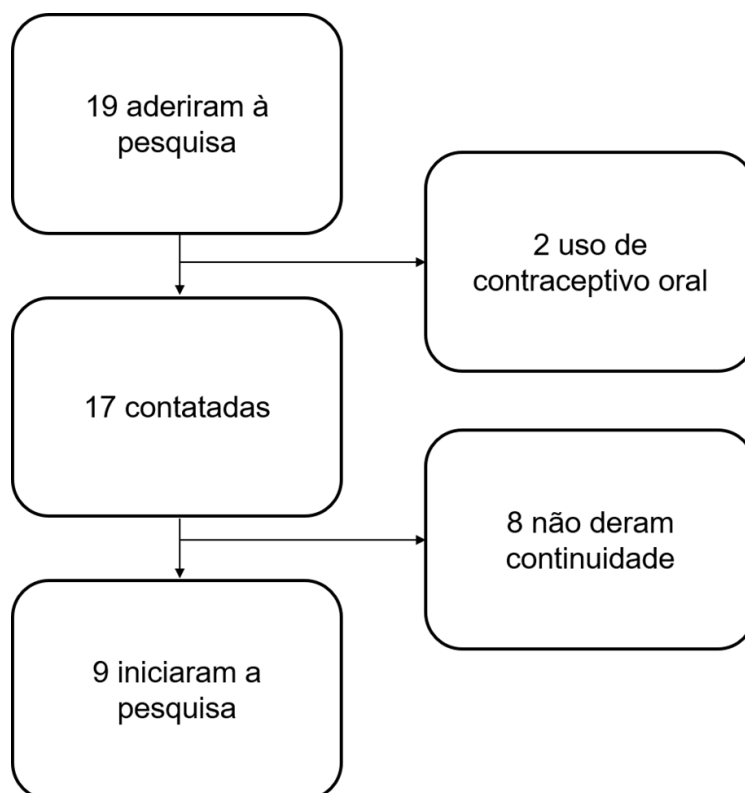 19 aderiram à
pesquisa
2 uso de
contraceptivo oral
17 contatadas
8 não deram
continuidade
9 iniciaram a
pesquisa